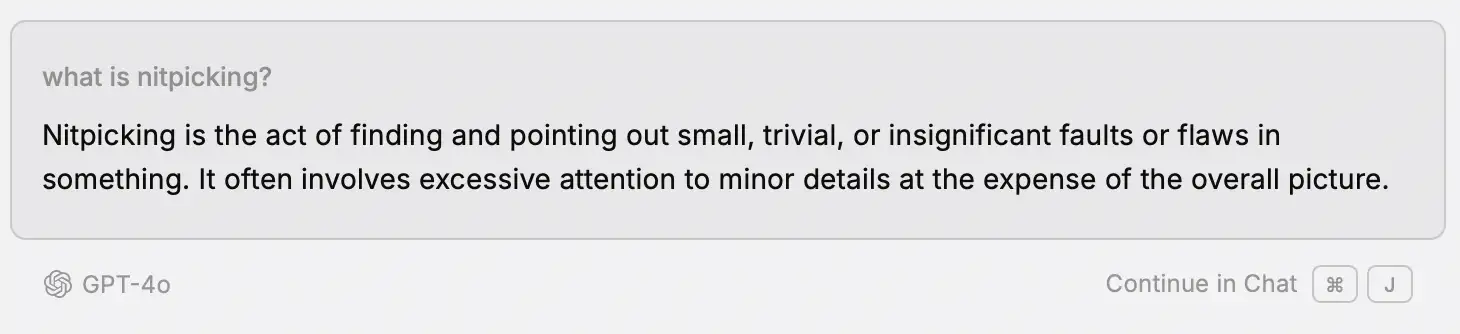 what is nitpicking?
Nitpicking is the act of finding and pointing out small, trivial, or insignificant faults or flaws in
something. It often involves excessive attention to minor details at the expense of the overall picture.
GPT-4o
Continue in Chat ⌘ J